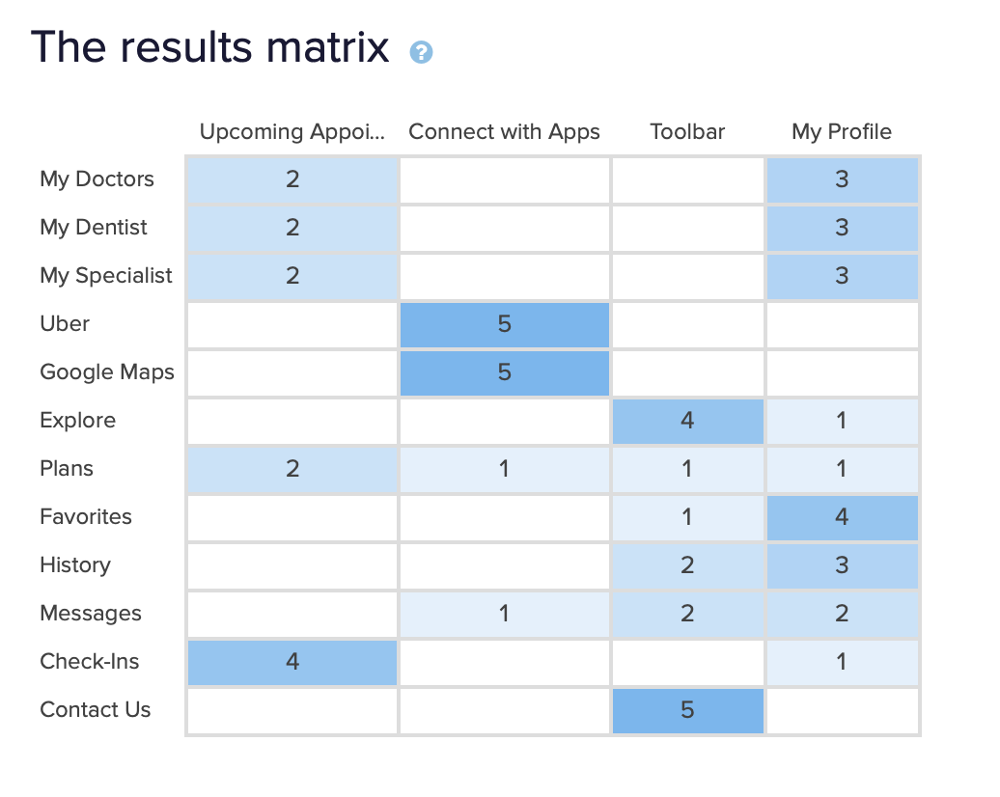 The results matrix ?
Upcoming Appoi... Connect with Apps Toolbar My Profile
My Doctors 2 3
My Dentist 2 3
My Specialist 2 3
Uber 5
Google Maps 5
Explore 4 1
Plans 2 1 1 1
Favorites 1 4
History 2 3
Messages 1 2 2
Check-Ins 4 1
Contact Us 5